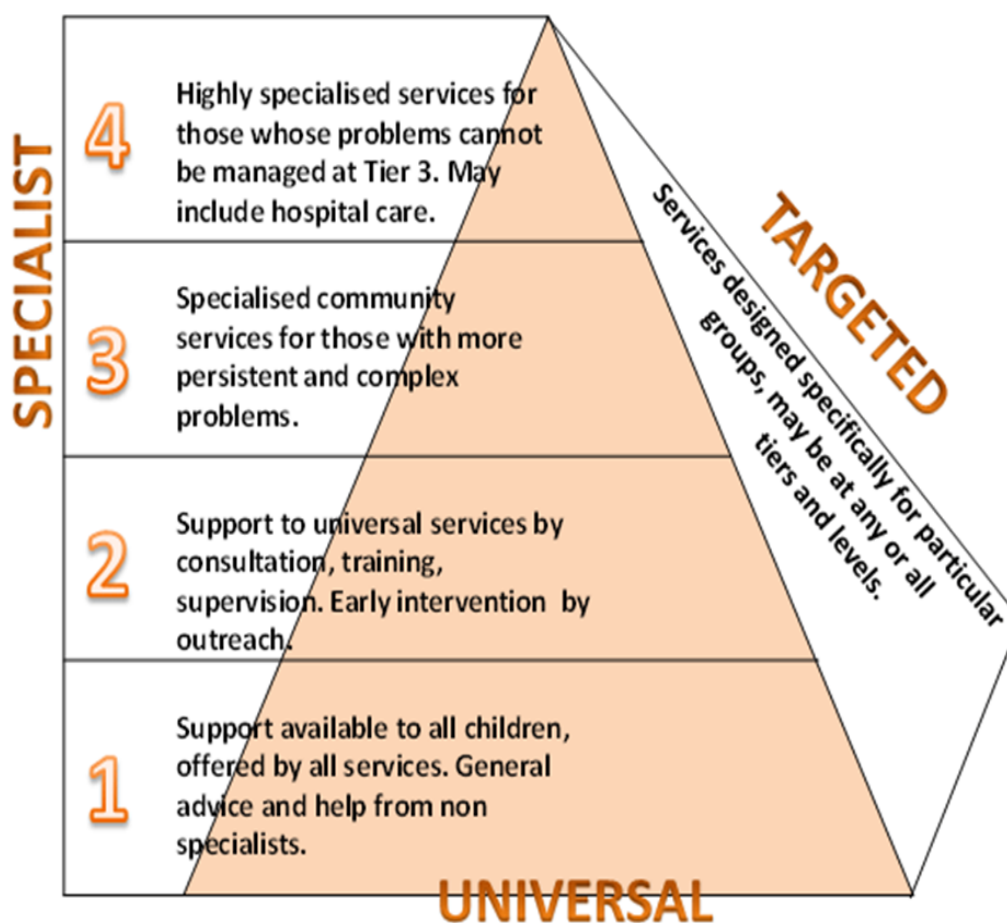 SPECIALIST
4
Highly specialised services for
those whose problems cannot
be managed at Tier 3. May
include hospital care.
3
Specialised community
services for those with more
persistent and complex
problems.
2
Support to universal services by
consultation, training,
supervision. Early intervention by
outreach.
1
Support available to all children,
offered by all services. General
advice and help from non
specialists.
UNIVERSAL
TARGETED
Services designed specifically for particular
groups, may be at any or all
tiers and levels.